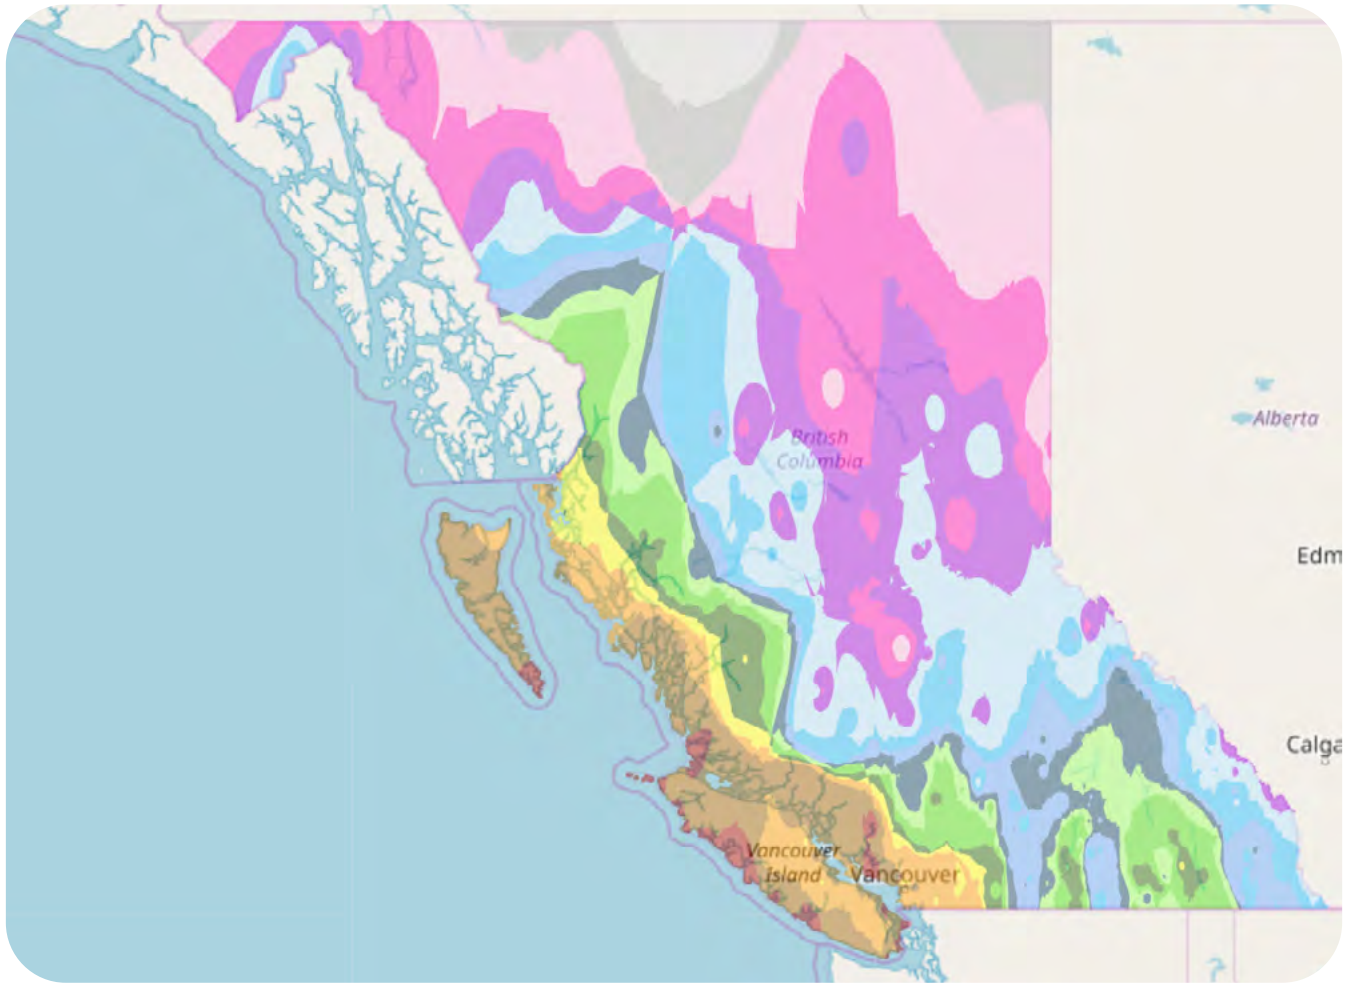 Alberta
British
Columbia
Edm
Calga
Vancouver
Island
Vancouver